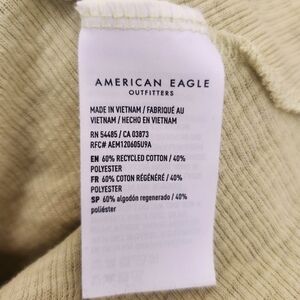 AMERICAN EAGLE
OUTFITTERS
MADE IN VIETNAM / FABRIQUÉ AU
VIETNAM / HECHO EN VIETNAM
RN 54485 / CA 03873
RFC# AEM120605U9A
EN 60% RECYCLED COTTON / 40%
POLYESTER
FR 60% COTON RÉGÉNÉRÉ / 40%
POLYESTER
SP 60% algodón regenerado / 40%
poliéster